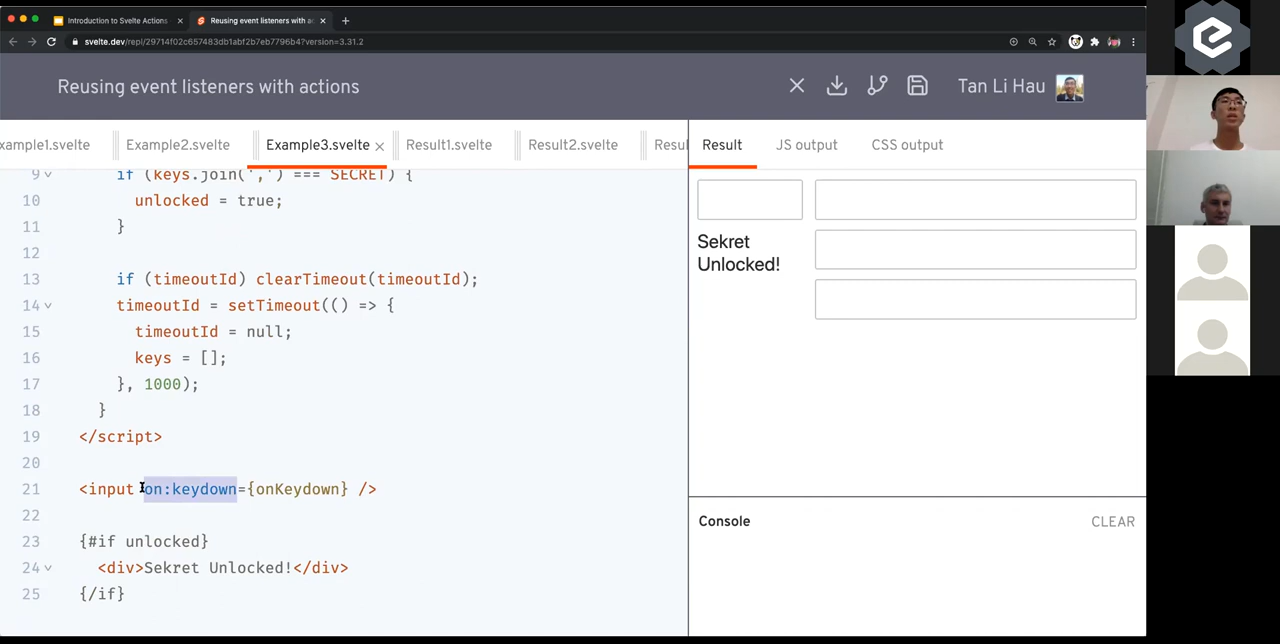 Introduction to Svelte Actions
Reusing event listeners with ac
svelte.dev/repl/29714f02c657483db1abf2b7eb7796b4?version=3.31.2
Reusing event listeners with actions
Tan Li Hau
xample1.svelte
Example2.svelte
Example3.svelte
Result1.svelte
Result2.svelte
Resu
Result
JS output
CSS output
9 if (keys.join(',') === SECRET) {
10 unlocked = true;
11 }
12
13 if (timeoutId) clearTimeout(timeoutId);
14 timeoutId = setTimeout(() => {
15 timeoutId = null;
16 keys = [];
17 }, 1000);
18 }
19 </script>
20
21 <input on:keydown={onKeydown} />
22
23 {#if unlocked}
24 <div>Sekret Unlocked!</div>
25 {/if}
Sekret
Unlocked!
Console
CLEAR